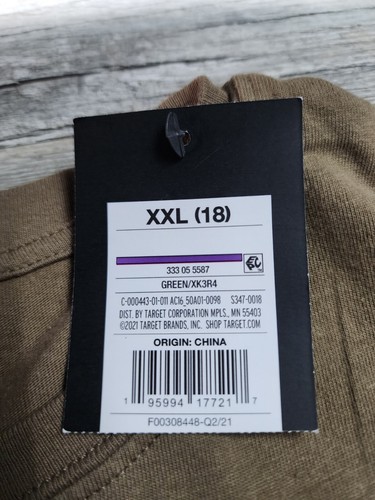 XXL (18)
333 05 5587
GREEN/XK3R4
C-000443-01-011 AC16_50A01-0098 S347-0018
DIST. BY TARGET CORPORATION MPLS., MN 55403
©2021 TARGET BRANDS, INC. SHOP TARGET.COM
ORIGIN: CHINA
1 95994 17721 7
F00308448-Q2/21